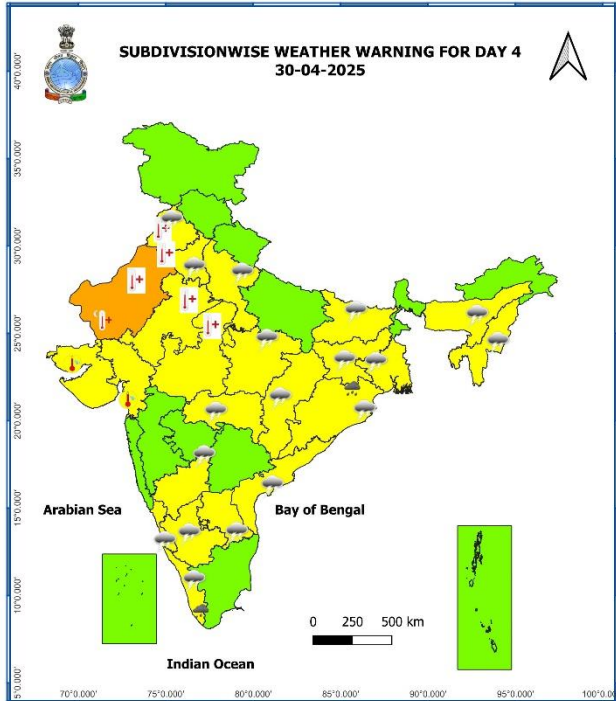 SUBDIVISIONWISE WEATHER WARNING FOR DAY 4
30-04-2025
40°0.000'
35°0.000'
30°0.000'
25°0.000'
20°0.000'
15°0.000'
10°0.000'
5°0.000'
Arabian Sea
Bay of Bengal
0 250 500 km
Indian Ocean
70°0.000' 75°0.000' 80°0.000' 85°0.000' 90°0.000' 95°0.000' 100°0.000'